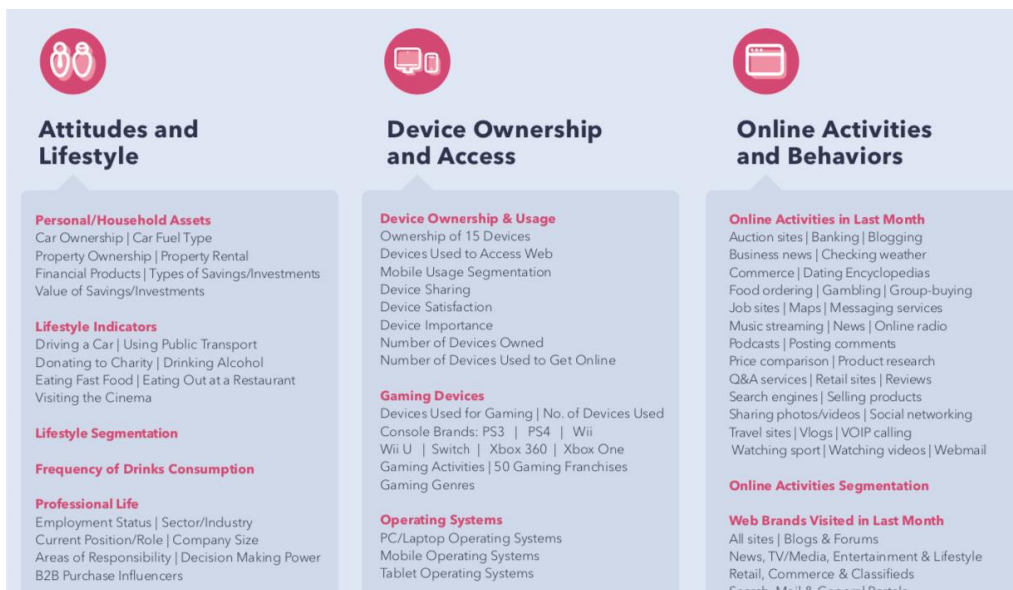 Attitudes and
Lifestyle
Personal/Household Assets
Car Ownership | Car Fuel Type
Property Ownership | Property Rental
Financial Products | Types of Savings/Investments
Value of Savings/Investments
Lifestyle Indicators
Driving a Car | Using Public Transport
Donating to Charity | Drinking Alcohol
Eating Fast Food | Eating Out at a Restaurant
Visiting the Cinema
Lifestyle Segmentation
Frequency of Drinks Consumption
Professional Life
Employment Status | Sector/Industry
Current Position/Role | Company Size
Areas of Responsibility | Decision Making Power
B2B Purchase Influencers
Device Ownership
and Access
Device Ownership & Usage
Ownership of 15 Devices
Devices Used to Access Web
Mobile Usage Segmentation
Device Sharing
Device Satisfaction
Device Importance
Number of Devices Owned
Number of Devices Used to Get Online
Gaming Devices
Devices Used for Gaming | No. of Devices Used
Console Brands: PS3 | PS4 | Wii
Wii U | Switch | Xbox 360 | Xbox One
Gaming Activities | 50 Gaming Franchises
Gaming Genres
Operating Systems
PC/Laptop Operating Systems
Mobile Operating Systems
Tablet Operating Systems
Online Activities
and Behaviors
Online Activities in Last Month
Auction sites | Banking | Blogging
Business news | Checking weather
Commerce | Dating Encyclopedias
Food ordering | Gambling | Group-buying
Job sites | Maps | Messaging services
Music streaming | News | Online radio
Podcasts | Posting comments
Price comparison | Product research
Q&A services | Retail sites | Reviews
Search engines | Selling products
Sharing photos/videos | Social networking
Travel sites | Vlogs | VOIP calling
Watching sport | Watching videos | Webmail
Online Activities Segmentation
Web Brands Visited in Last Month
All sites | Blogs & Forums
News, TV/Media, Entertainment & Lifestyle
Retail, Commerce & Classifieds